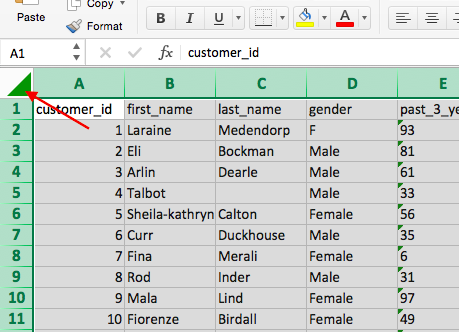 Paste
B I U A
A1 fx customer_id
A B C D E
1 customer_id first_name last_name gender past_3_ye
2 1 Laraine Medendorp F 93
3 2 Eli Bockman Male 81
4 3 Arlin Dearle Male 61
5 4 Talbot Male 33
6 5 Sheila-kathryn Calton Female 56
7 6 Curr Duckhouse Male 35
8 7 Fina Merali Female 6
9 8 Rod Inder Male 31
10 9 Mala Lind Female 97
11 10 Fiorenze Birdall Female 49